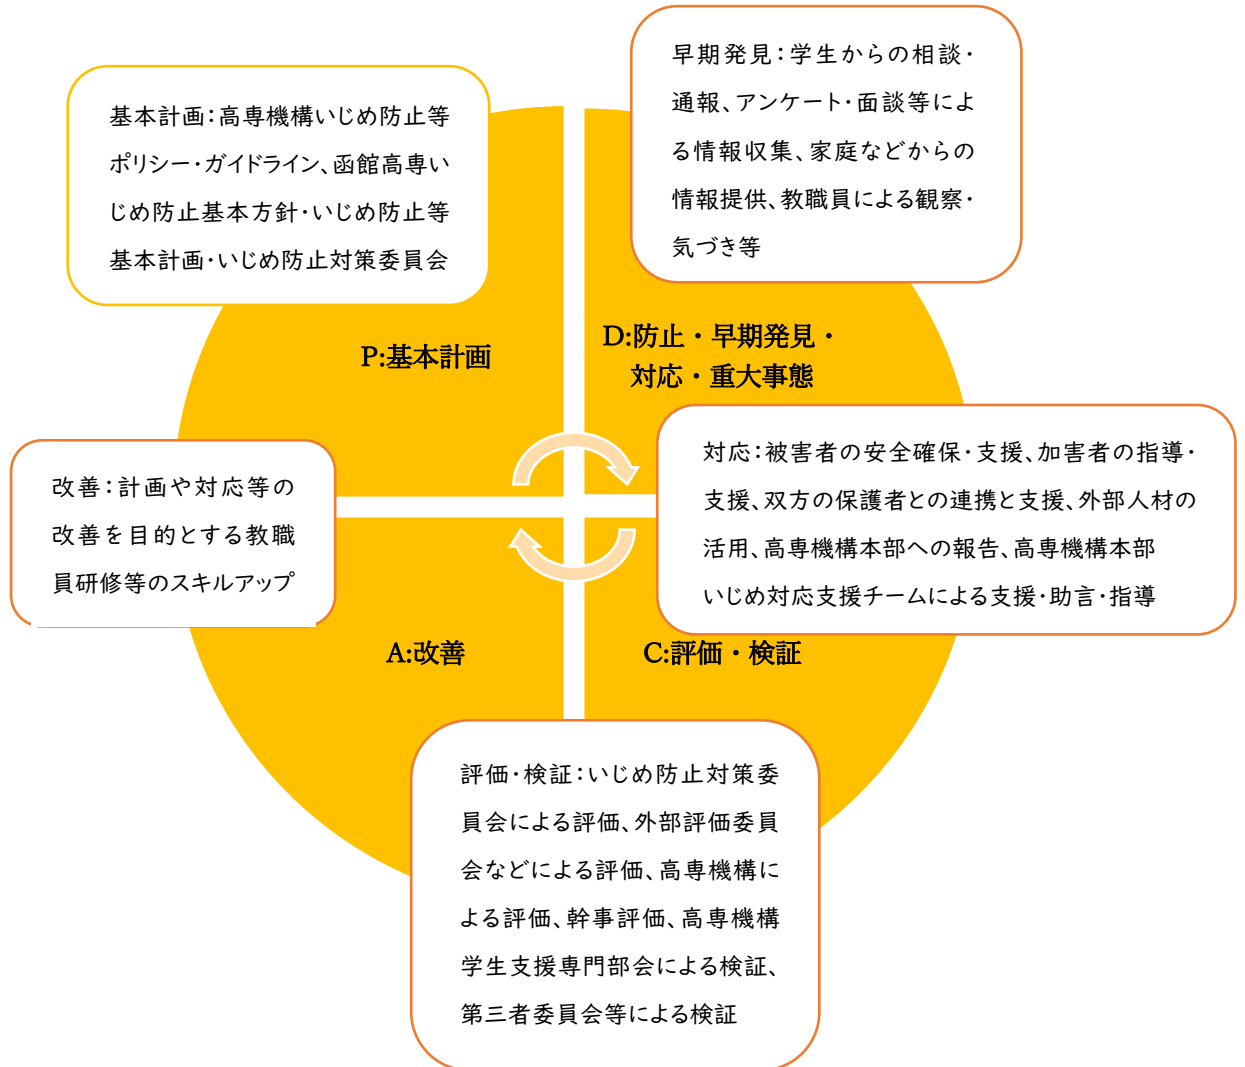 基本計画：高専機構いじめ防止等
ポリシー・ガイドライン、函館高専い
じめ防止基本方針・いじめ防止等
基本計画・いじめ防止対策委員会
早期発見：学生からの相談・
通報、アンケート・面談等によ
る情報収集、家庭などからの
情報提供、教職員による観察・
気づき等
P:基本計画
D:防止・早期発見・
対応・重大事態
対応：被害者の安全確保・支援、加害者の指導・
支援、双方の保護者との連携と支援、外部人材の
活用、高専機構本部への報告、高専機構本部
いじめ対応支援チームによる支援・助言・指導
改善：計画や対応等の
改善を目的とする教職
員研修等のスキルアップ
A:改善
C:評価・検証
評価・検証：いじめ防止対策委
員会による評価、外部評価委員
会などによる評価、高専機構に
よる評価、幹事評価、高専機構
学生支援専門部会による検証、
第三者委員会等による検証